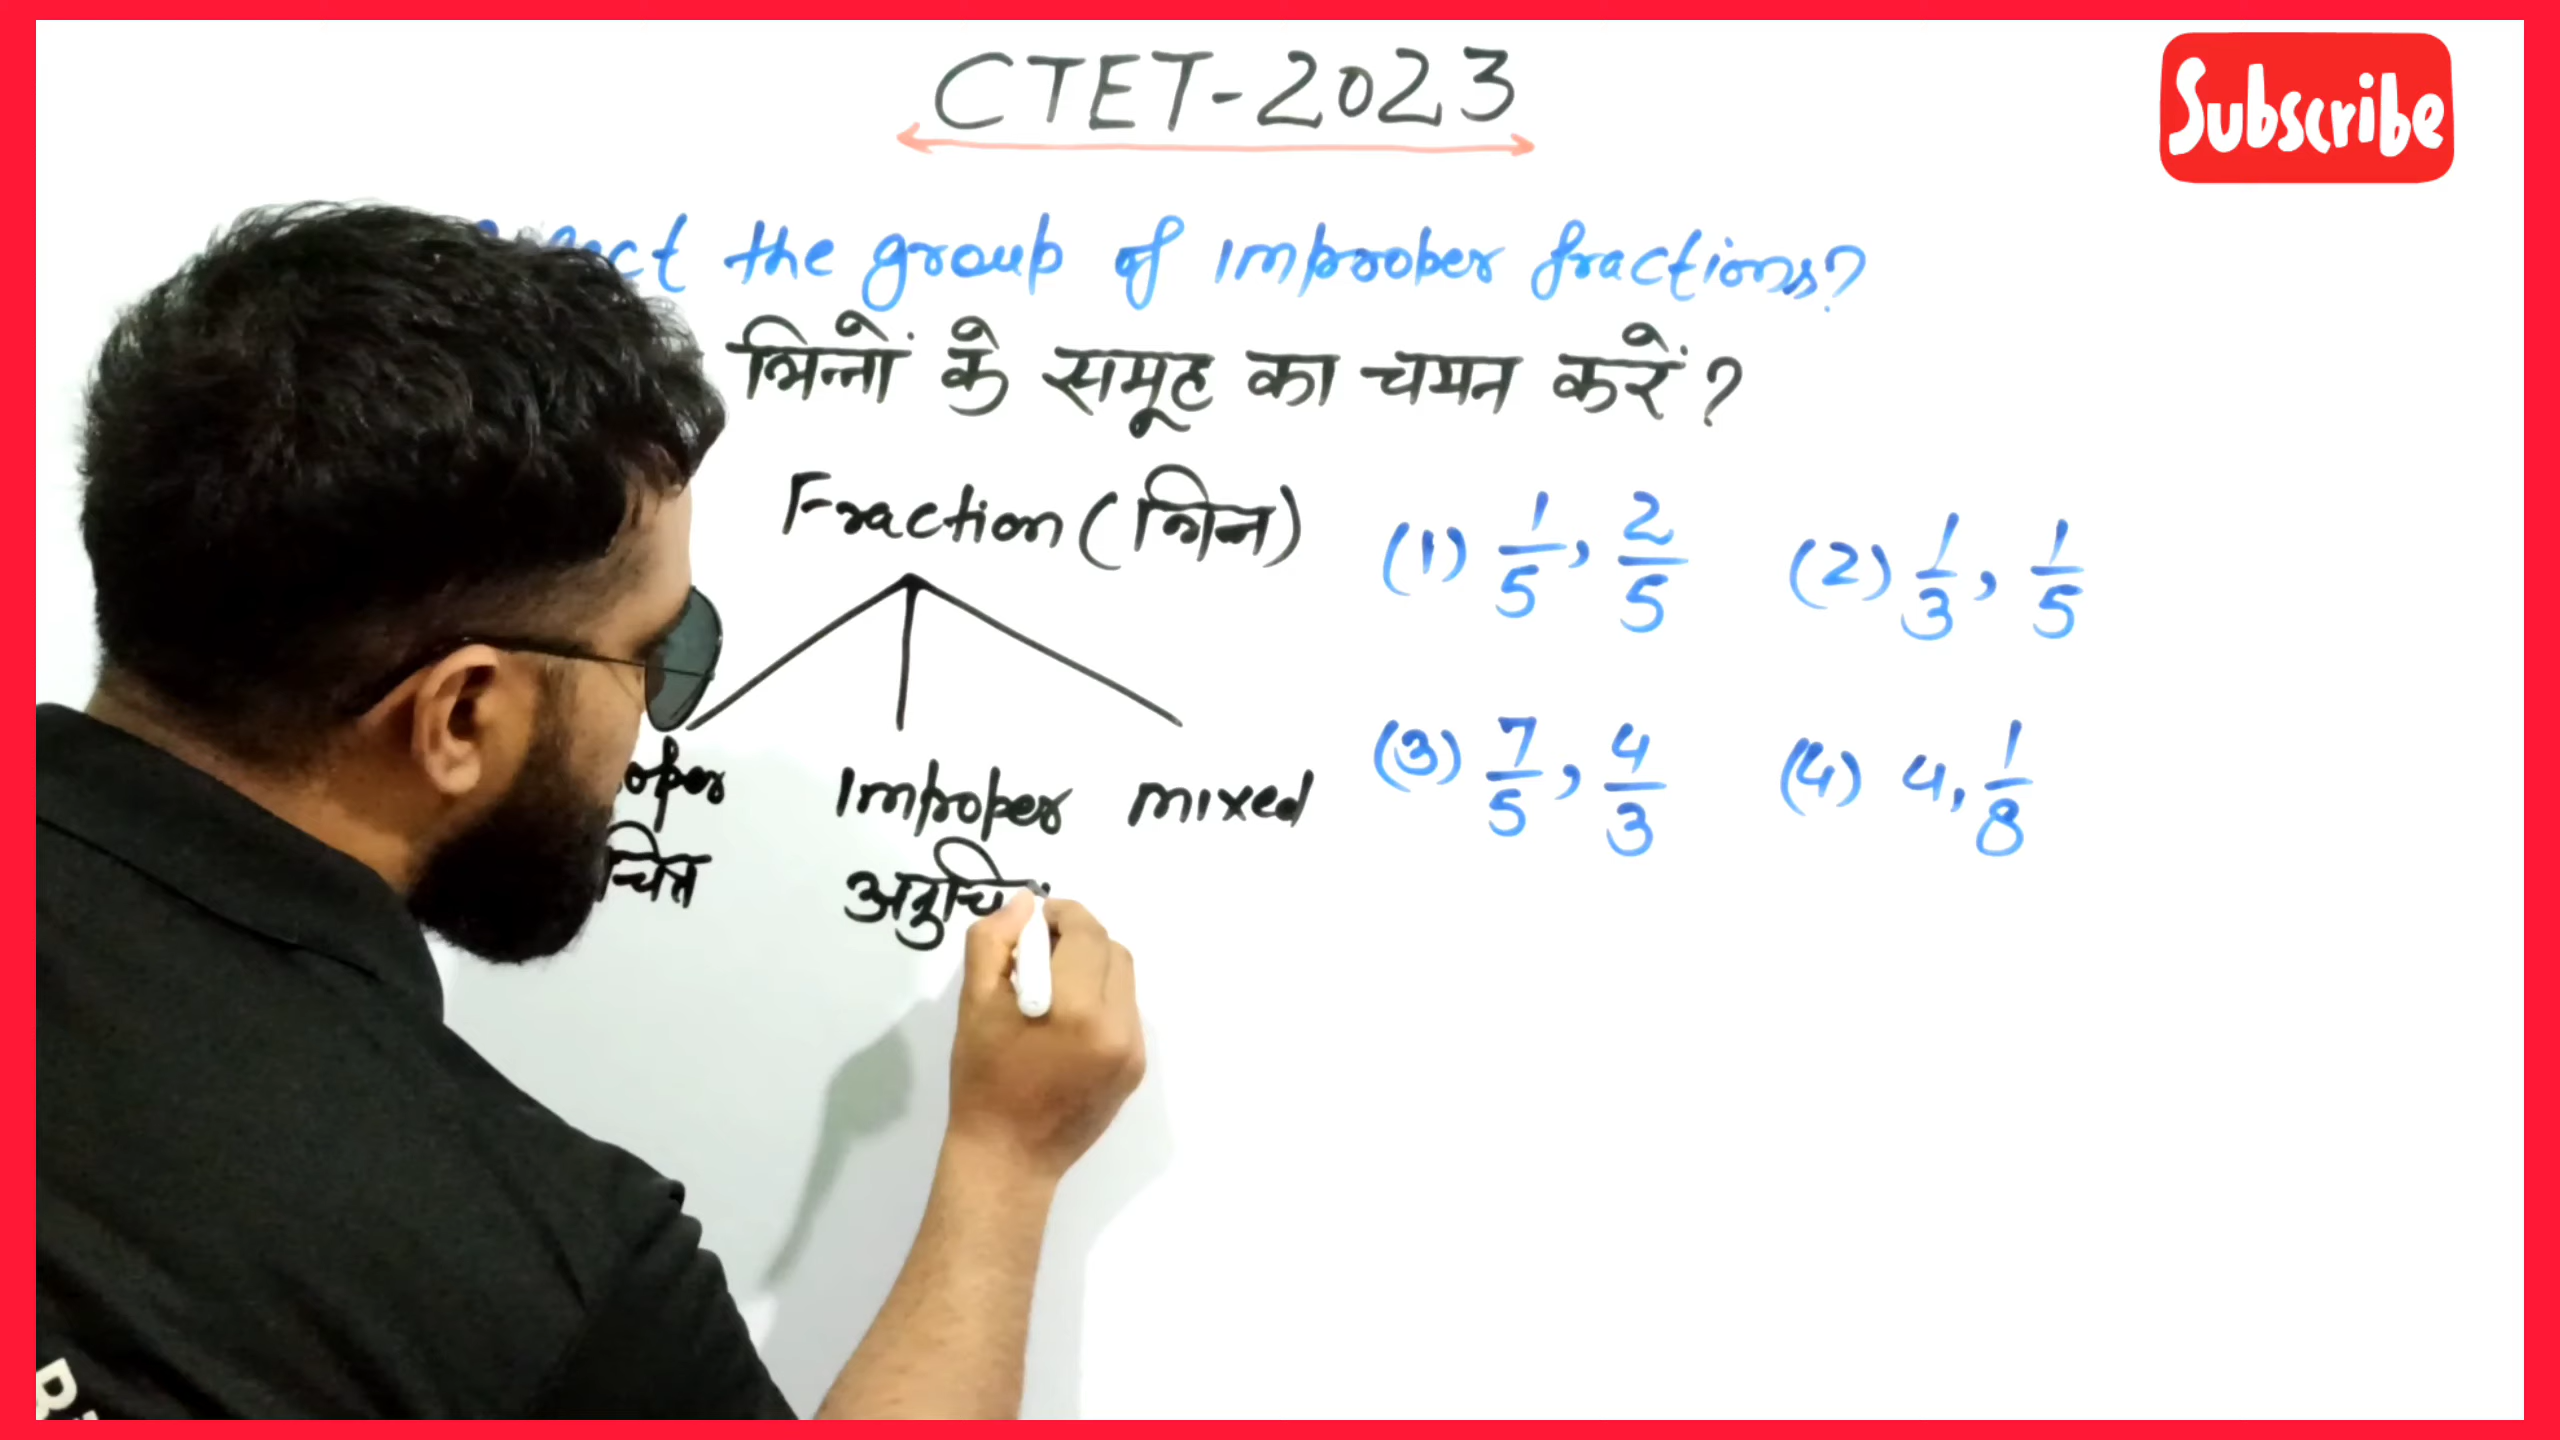 CTET-2023
Subscribe
the group of improper fractions?
भिन्नों के समूह का चयन करें?
Fraction (भिन्न)
(1) 1/5, 2/5 (2) 1/3, 1/5
(3) 7/5, 4/3 (4) 4, 1/8
Improper mixed